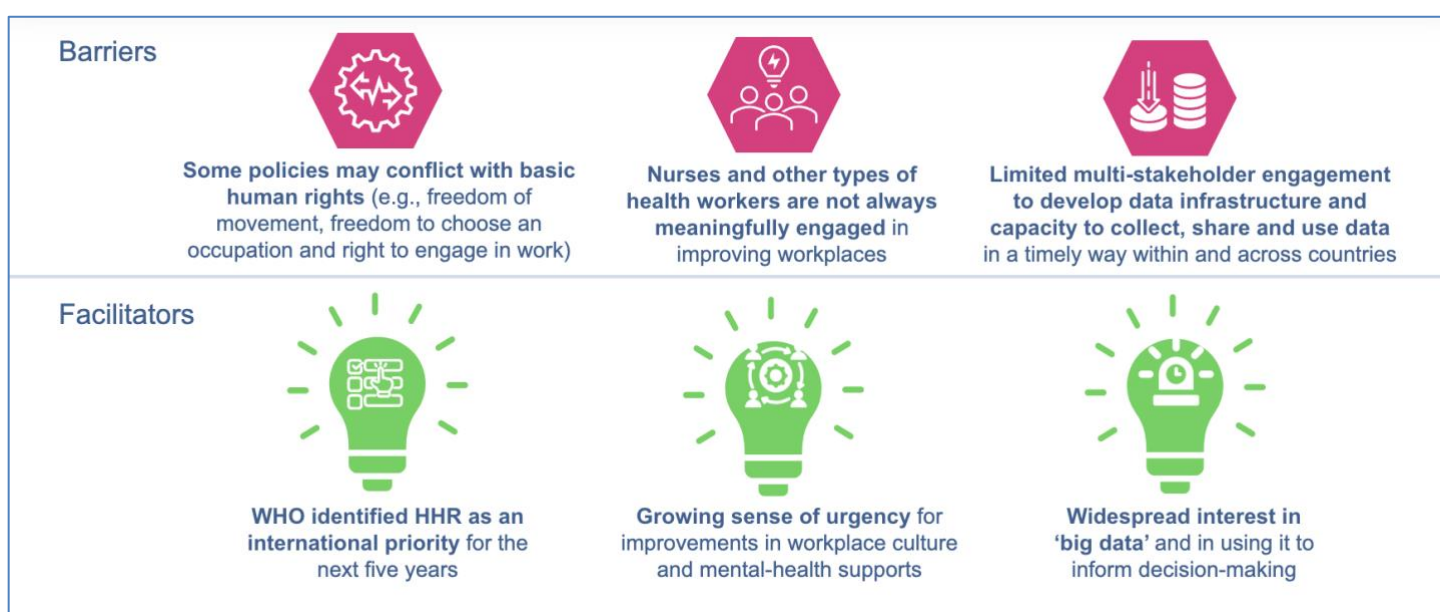 Barriers
Some policies may conflict with basic
human rights (e.g., freedom of
movement, freedom to choose an
occupation and right to engage in work)
Nurses and other types of
health workers are not always
meaningfully engaged in
improving workplaces
Limited multi-stakeholder engagement
to develop data infrastructure and
capacity to collect, share and use data
in a timely way within and across countries
Facilitators
WHO identified HHR as an
international priority for the
next five years
Growing sense of urgency for
improvements in workplace culture
and mental-health supports
Widespread interest in
‘big data’ and in using it to
inform decision-making